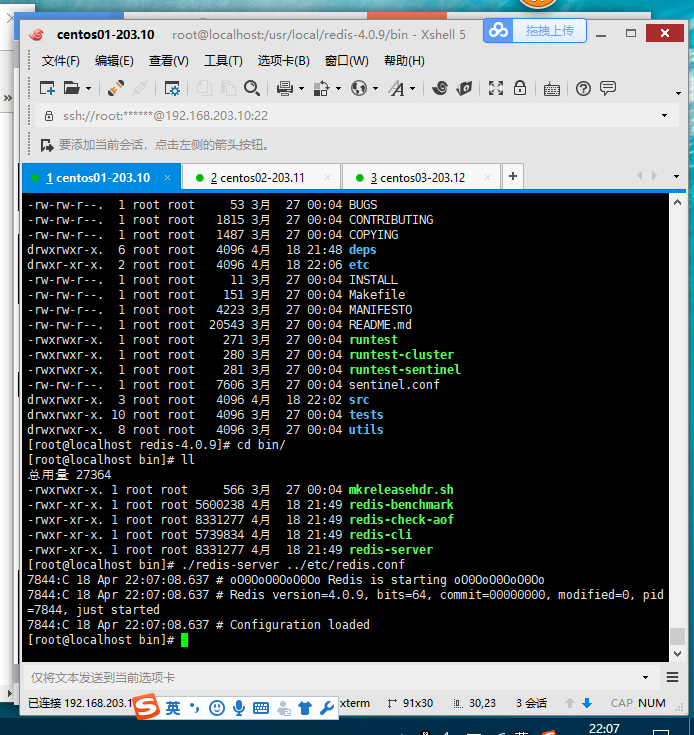 centos01-203.10 root@localhost:/usr/local/redis-4.0.9/bin - Xshell 5
拖拽上传
文件(F) 编辑(E) 查看(V) 工具(T) 选项卡(B) 窗口(W) 帮助(H)
ssh://root:******@192.168.203.10:22
要添加当前会话，点击左侧的箭头按钮。
1 centos01-203.10 × 2 centos02-203.11 × 3 centos03-203.12 × +
-rw-rw-r--. 1 root root 53 3月 27 00:04 BUGS
-rw-rw-r--. 1 root root 1815 3月 27 00:04 CONTRIBUTING
-rw-rw-r--. 1 root root 1487 3月 27 00:04 COPYING
drwxrwxr-x. 6 root root 4096 4月 18 21:48 deps
drwxr-xr-x. 2 root root 4096 4月 18 22:06 etc
-rw-rw-r--. 1 root root 11 3月 27 00:04 INSTALL
-rw-rw-r--. 1 root root 151 3月 27 00:04 Makefile
-rw-rw-r--. 1 root root 4223 3月 27 00:04 MANIFESTO
-rw-rw-r--. 1 root root 20543 3月 27 00:04 README.md
-rwxrwxr-x. 1 root root 271 3月 27 00:04 runtest
-rwxrwxr-x. 1 root root 280 3月 27 00:04 runtest-cluster
-rwxrwxr-x. 1 root root 281 3月 27 00:04 runtest-sentinel
-rw-rw-r--. 1 root root 7606 3月 27 00:04 sentinel.conf
drwxrwxr-x. 3 root root 4096 4月 18 22:02 src
drwxrwxr-x. 10 root root 4096 3月 27 00:04 tests
drwxrwxr-x. 8 root root 4096 3月 27 00:04 utils
[root@localhost redis-4.0.9]# cd bin/
[root@localhost bin]# ll
总用量 27364
-rwxrwxr-x. 1 root root 566 3月 27 00:04 mkreleasehdr.sh
-rwxr-xr-x. 1 root root 5600238 4月 18 21:49 redis-benchmark
-rwxr-xr-x. 1 root root 8331277 4月 18 21:49 redis-check-aof
-rwxr-xr-x. 1 root root 5739834 4月 18 21:49 redis-cli
-rwxr-xr-x. 1 root root 8331277 4月 18 21:49 redis-server
[root@localhost bin]# ./redis-server ../etc/redis.conf
7844:C 18 Apr 22:07:08.637 # oO0OoO0OoO0Oo Redis is starting oO0OoO0OoO0Oo
7844:C 18 Apr 22:07:08.637 # Redis version=4.0.9, bits=64, commit=00000000, modified=0, pid
=7844, just started
7844:C 18 Apr 22:07:08.637 # Configuration loaded
[root@localhost bin]#
仅将文本发送到当前选项卡
已连接 192.168.203.1 英 xterm 91x30 30,23 3 会话 CAP NUM
22:07